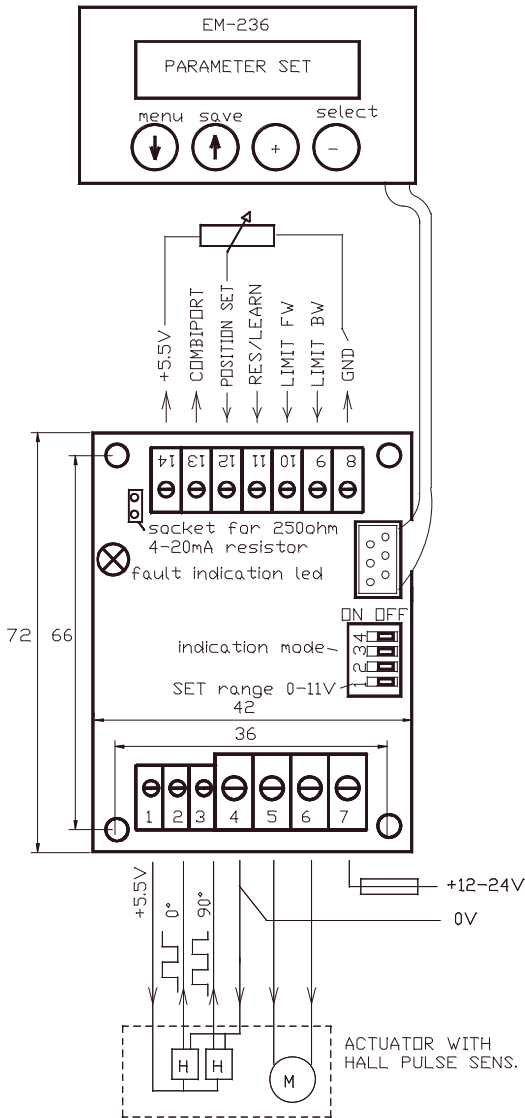 EM-236
PARAMETER SET
menu save select
+ -
+5.5V
COMBIPORT
POSITION SET
RES/LEARN
LIMIT FW
LIMIT BW
GND
14 13 12 11 10 9 8
socket for 250ohm
4-20mA resistor
fault indication led
ON OFF
4
3
2
1
indication mode
SET range 0-11V
72
66
42
36
1 2 3 4 5 6 7
+5.5V
0°
90°
+12-24V
0V
H H
M
ACTUATOR WITH
HALL PULSE SENS.